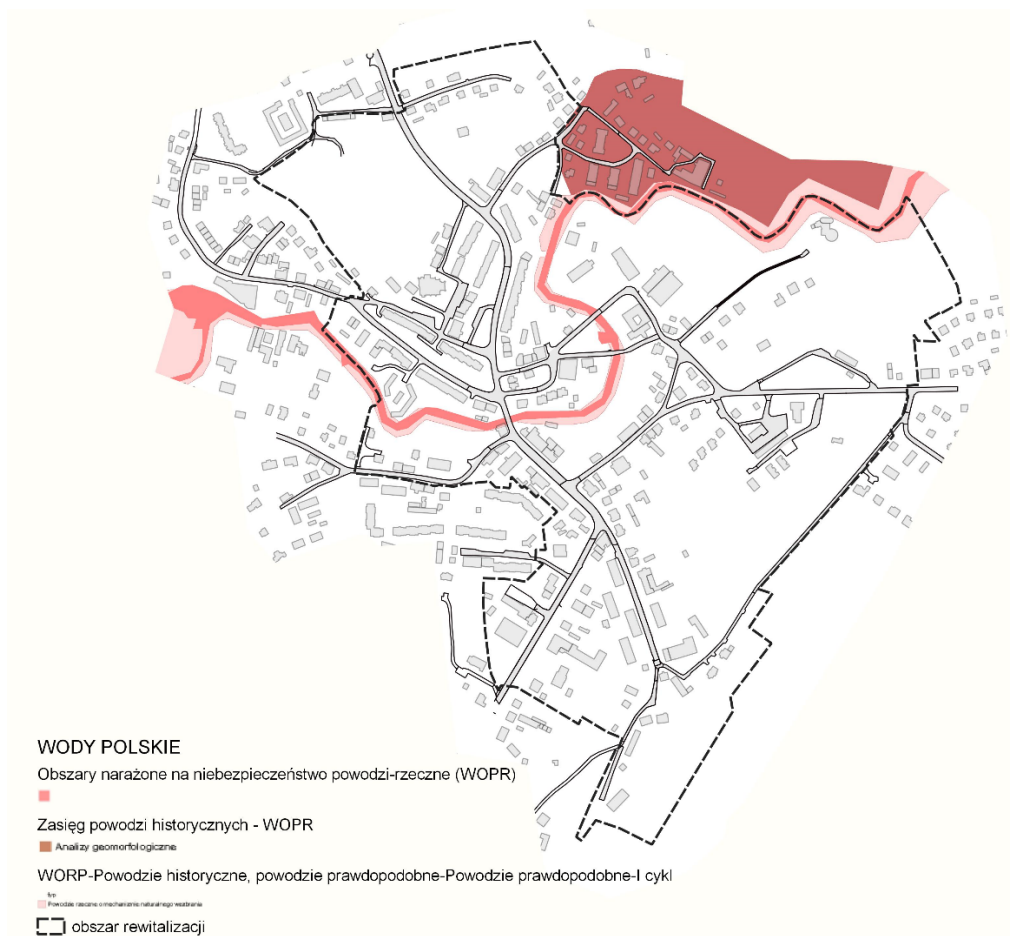 WODY POLSKIE
Obszary narażone na niebezpieczeństwo powodzi-rzeczne (WOPR)
Zasięg powodzi historycznych - WOPR
Analizy geomorfologiczne
WORP-Powodzie historyczne, powodzie prawdopodobne-Powodzie prawdopodobne-I cykl
Powodzie rzeczne o mechanizmie naturalnego wezbrania
obszar rewitalizacji